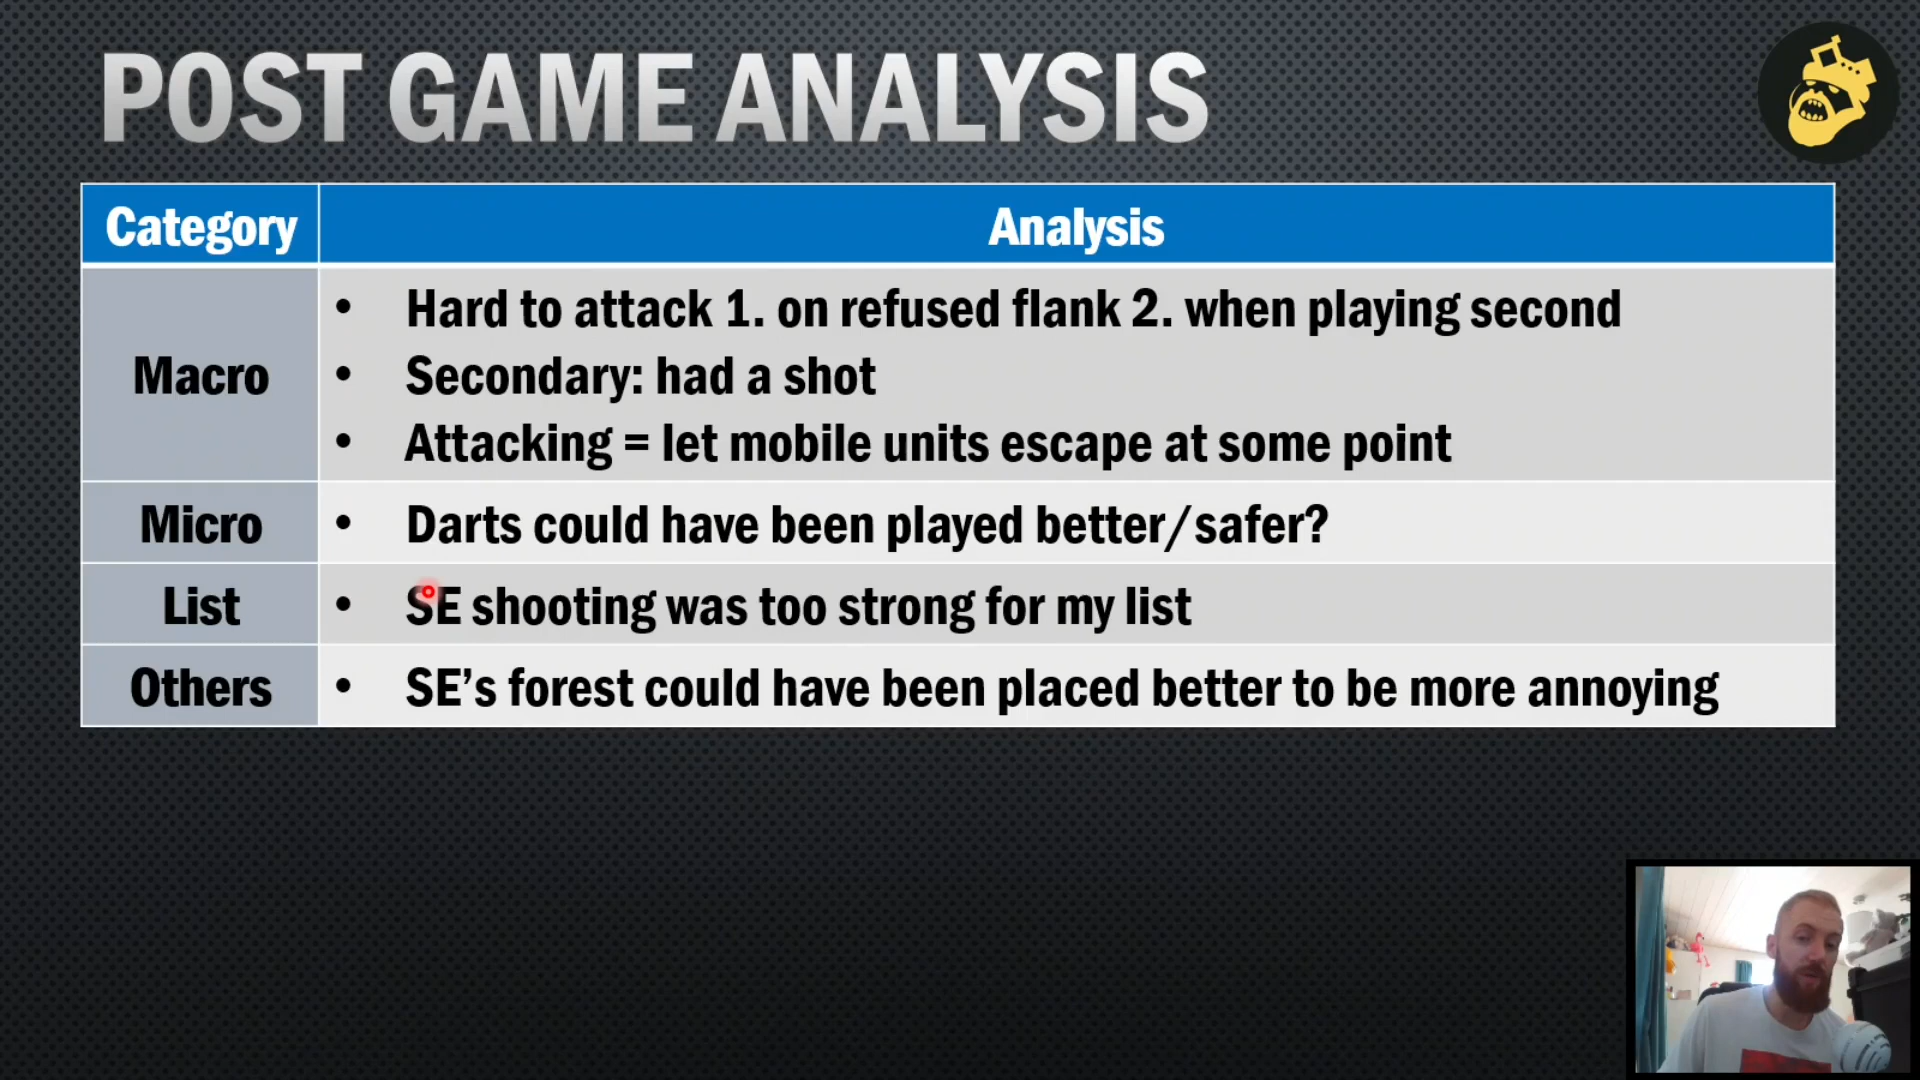 POST GAME ANALYSIS
Category Analysis
Macro
• Hard to attack 1. on refused flank 2. when playing second
• Secondary: had a shot
• Attacking = let mobile units escape at some point
Micro
• Darts could have been played better/safer?
List
• SE shooting was too strong for my list
Others
• SE’s forest could have been placed better to be more annoying